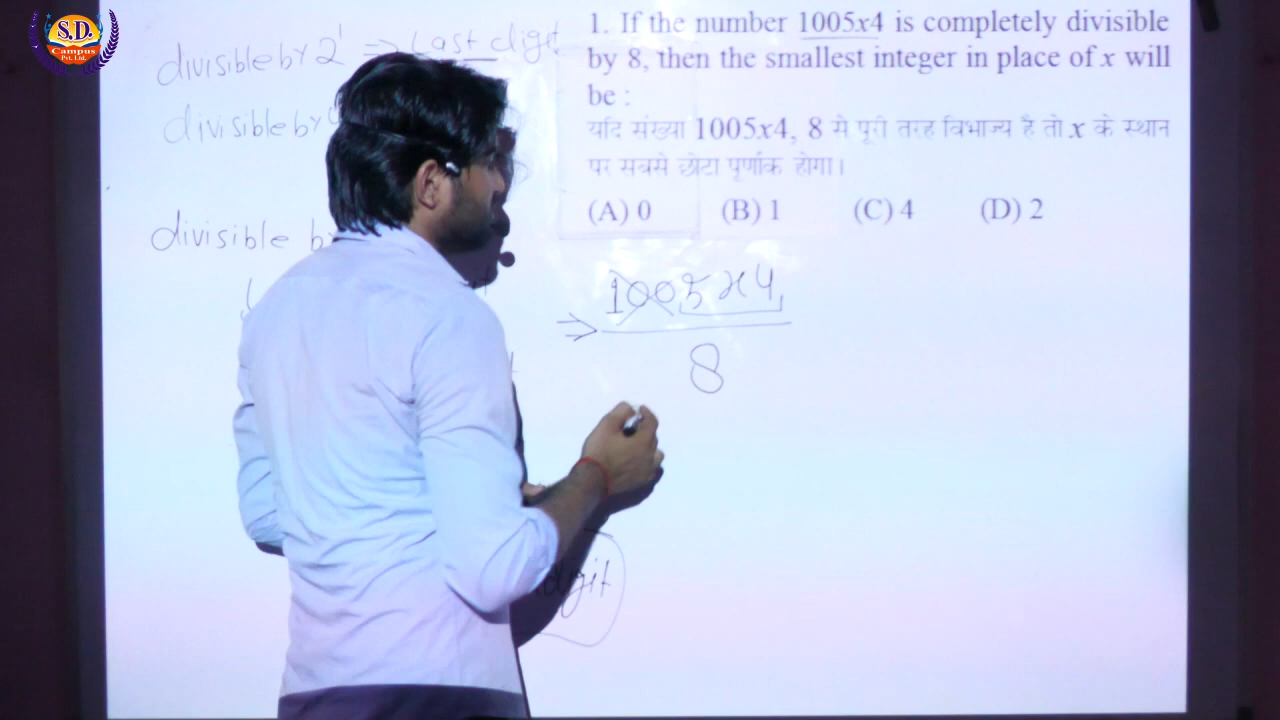 S.D.
Campus
Pvt. Ltd.
divisible by 2¹ => Last digit
divisible by
divisible by
1. If the number 1005x4 is completely divisible
by 8, then the smallest integer in place of x will
be :
यदि संख्या 1005x4, 8 से पूरी तरह विभाज्य है तो x के स्थान
पर सबसे छोटा पूर्णांक होगा।
(A) 0 (B) 1 (C) 4 (D) 2
=> 1005x4
8
digit